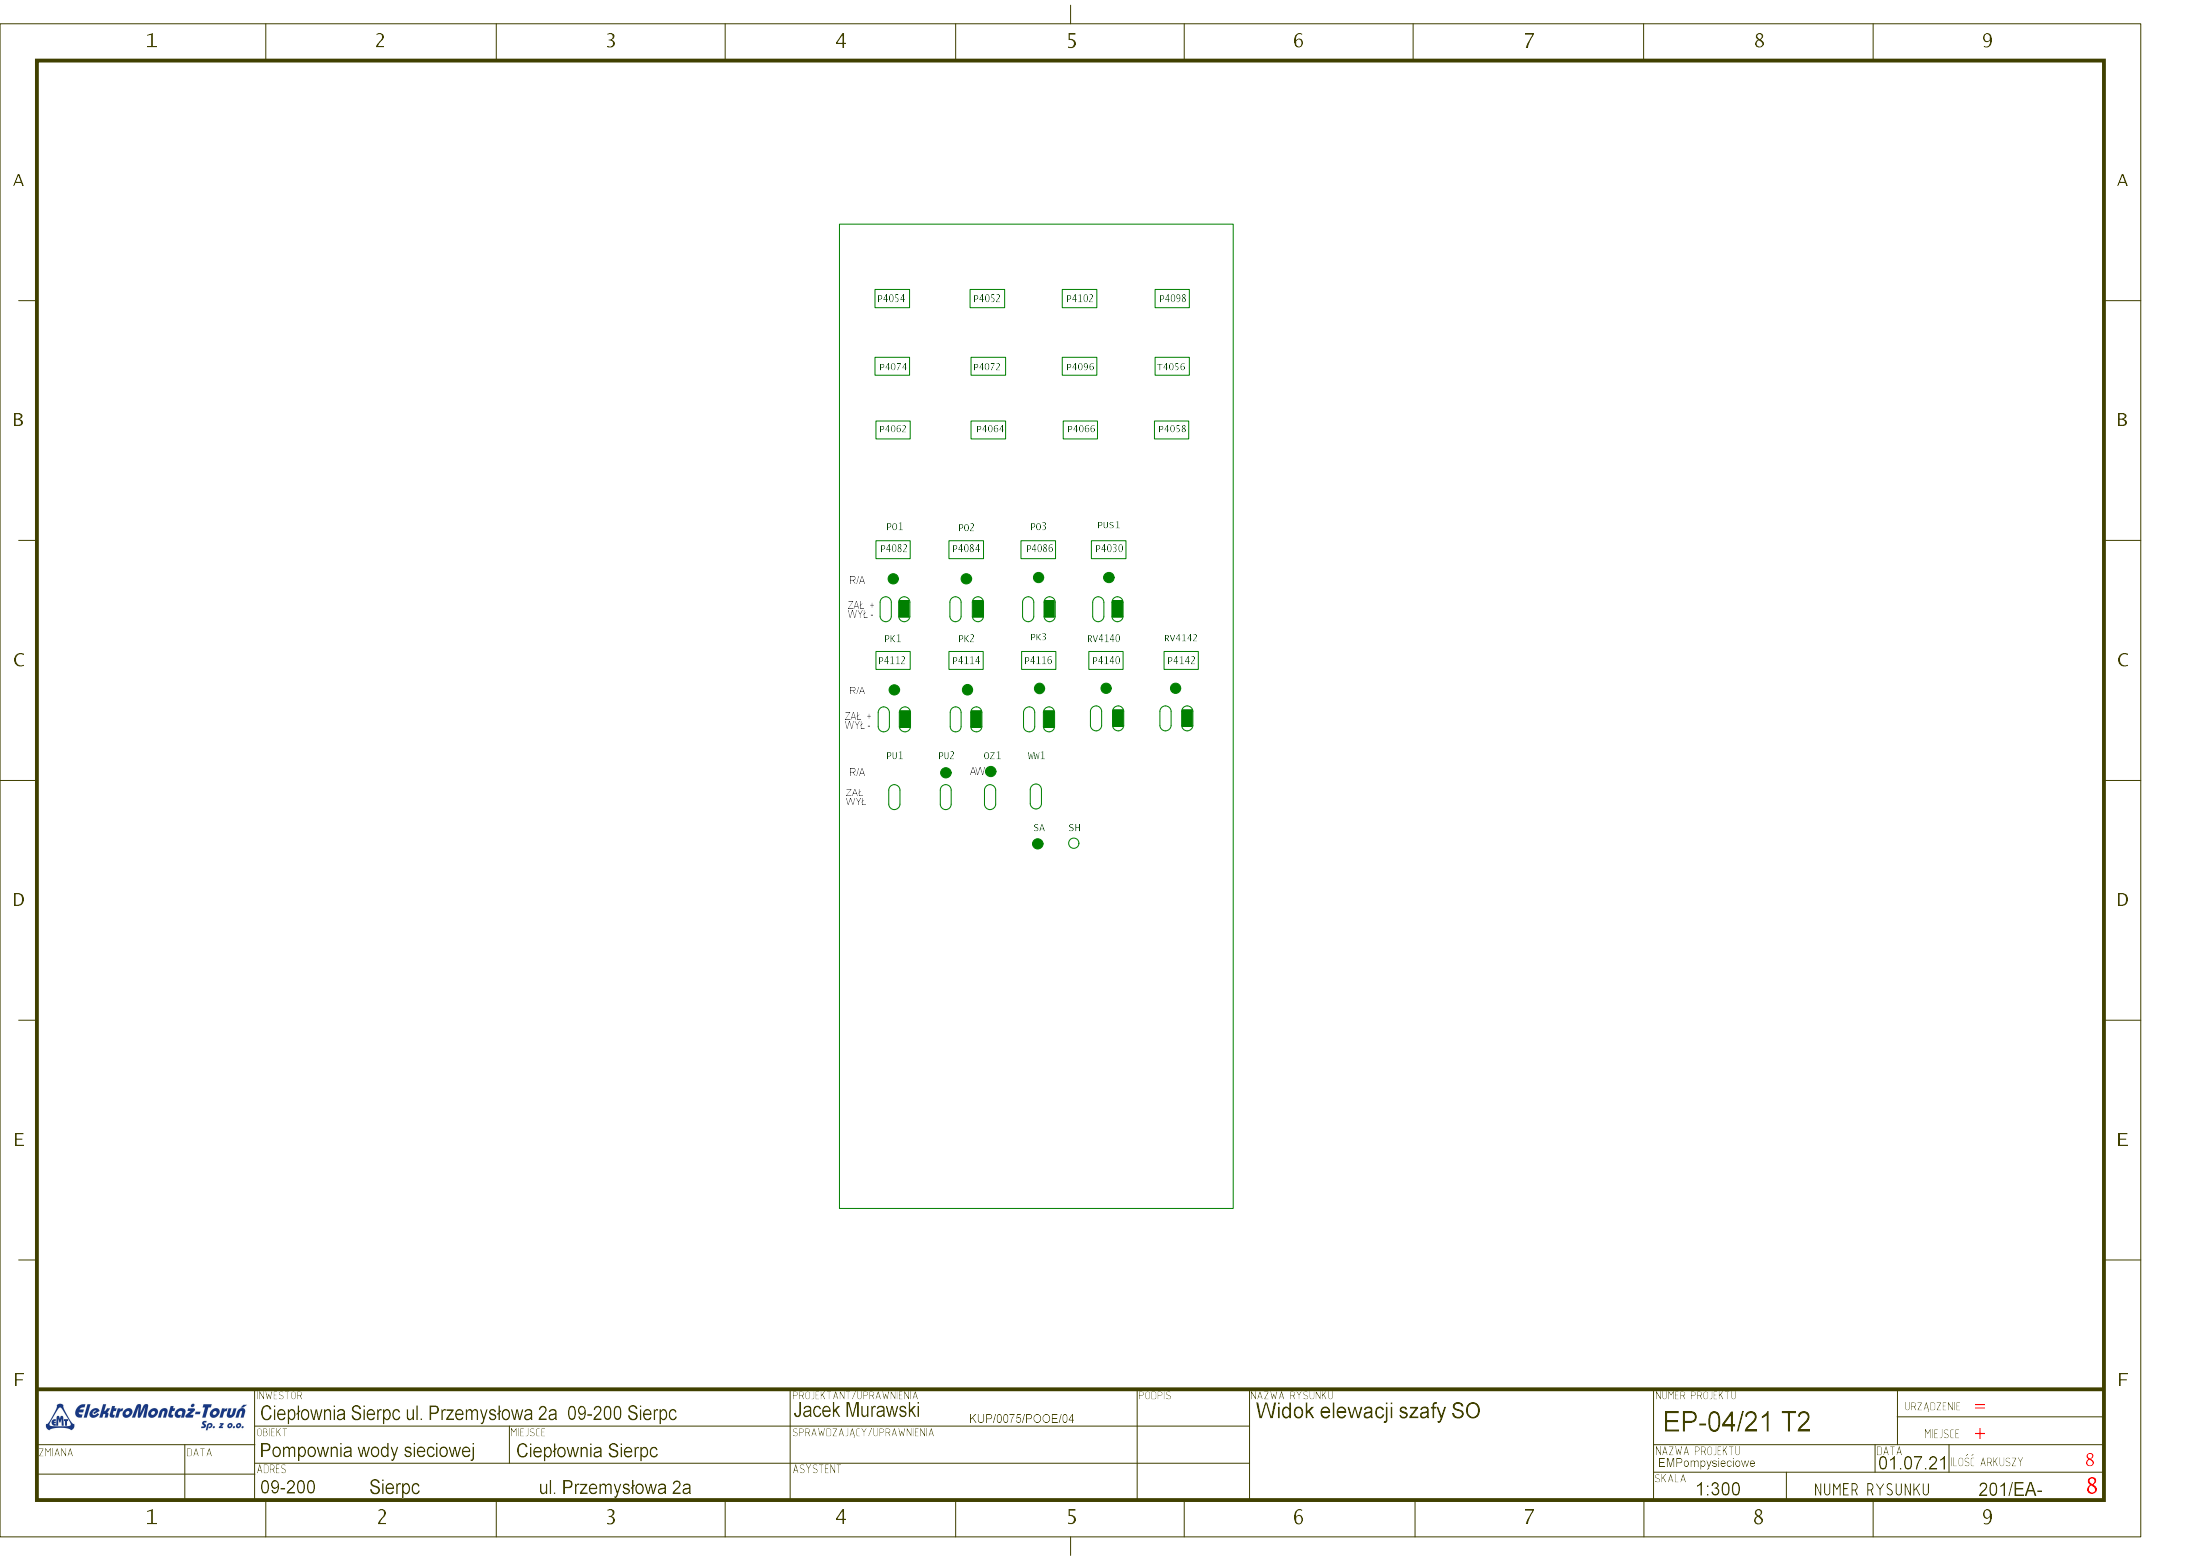 1 2 3 4 5 6 7 8 9
A A
P4054 P4052 P4102 P4098
P4074 P4072 P4096 T4056
B B
P4062 P4064 P4066 P4058
PO1 PO2 PO3 PUS1
P4082 P4084 P4086 P4030
R/A
ZAŁ +
WYŁ -
PK1 PK2 PK3 RV4140 RV4142
C C
P4112 P4114 P4116 P4140 P4142
R/A
ZAŁ +
WYŁ -
PU1 PU2 OZ1 WW1
R/A AW
ZAŁ
WYŁ
SA SH
D D
E E
F F
EMT ElektroMontaż-Toruń
Sp. z o.o.
ZMIANA DATA
INWESTOR
Ciepłownia Sierpc ul. Przemysłowa 2a 09-200 Sierpc
OBIEKT MIEJSCE
Pompownia wody sieciowej Ciepłownia Sierpc
ADRES
09-200 Sierpc ul. Przemysłowa 2a
PROJEKTANT/UPRAWNIENIA PODPIS
Jacek Murawski KUP/0075/POOE/04
SPRAWDZAJĄCY/UPRAWNIENIA
ASYSTENT
NAZWA RYSUNKU
Widok elewacji szafy SO
NUMER PROJEKTU
EP-04/21 T2
URZĄDZENIE =
MIEJSCE +
NAZWA PROJEKTU DATA
EMPompysieciowe 01.07.21 ILOŚĆ ARKUSZY 8
SKALA
1:300 NUMER RYSUNKU 201/EA- 8
1 2 3 4 5 6 7 8 9